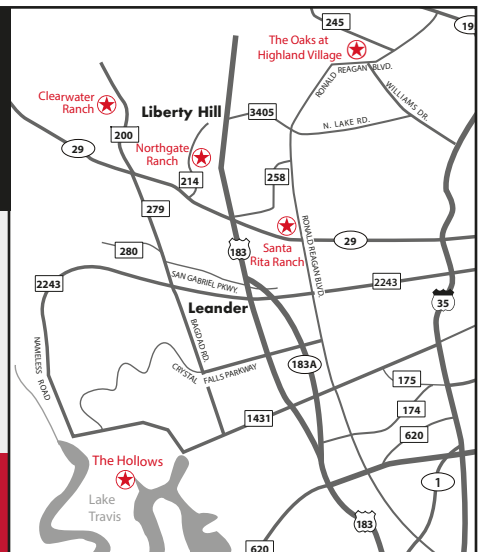 245
19
The Oaks at
Highland Village
RONALD REAGAN BLVD.
WILLIAMS DR.
Clearwater
Ranch
Liberty Hill
3405
N. LAKE RD.
200
29
Northgate
Ranch
214
258
279
RONALD REAGAN BLVD.
Santa
Rita Ranch
29
183
280
SAN GABRIEL PKWY.
2243
2243
35
Leander
NAMELESS ROAD
BAGDAD RD.
CRYSTAL FALLS PARKWAY
183A
175
174
1431
620
The Hollows
1
Lake
Travis
183
620